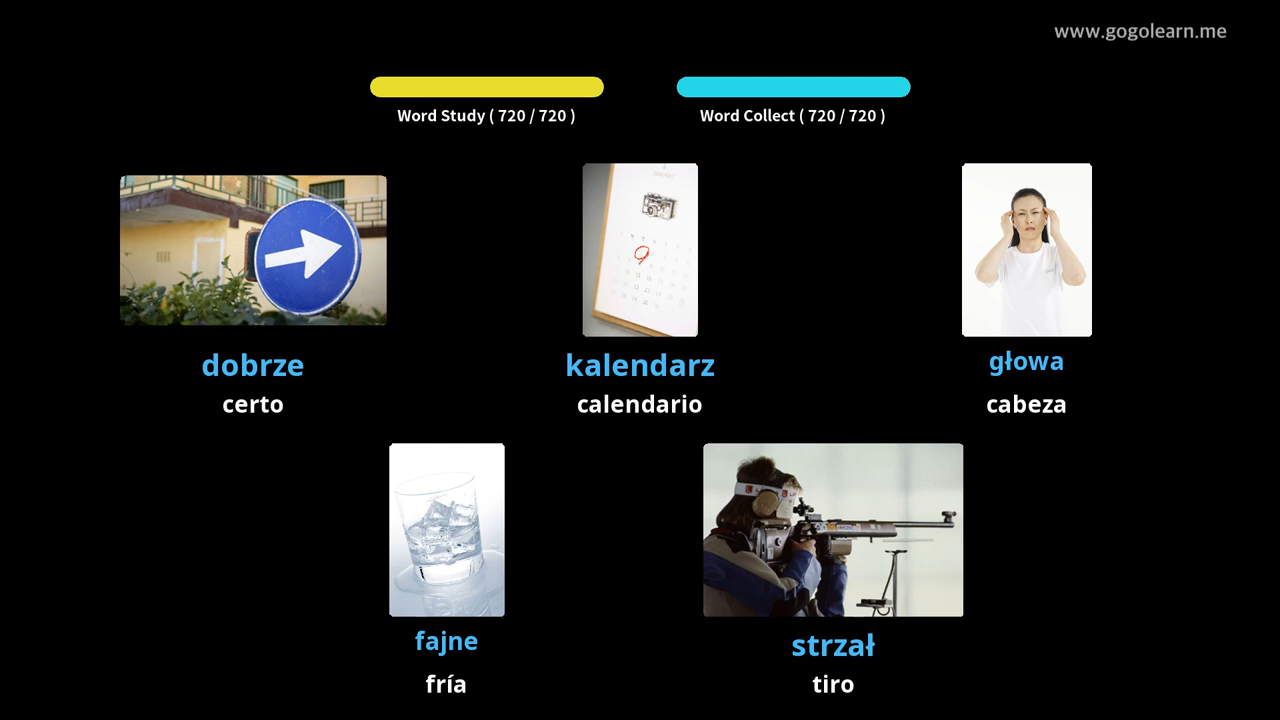 www.gogolearn.me
Word Study ( 720 / 720 )
Word Collect ( 720 / 720 )
dobrze
certo
kalendarz
calendario
głowa
cabeza
fajne
fría
strzał
tiro